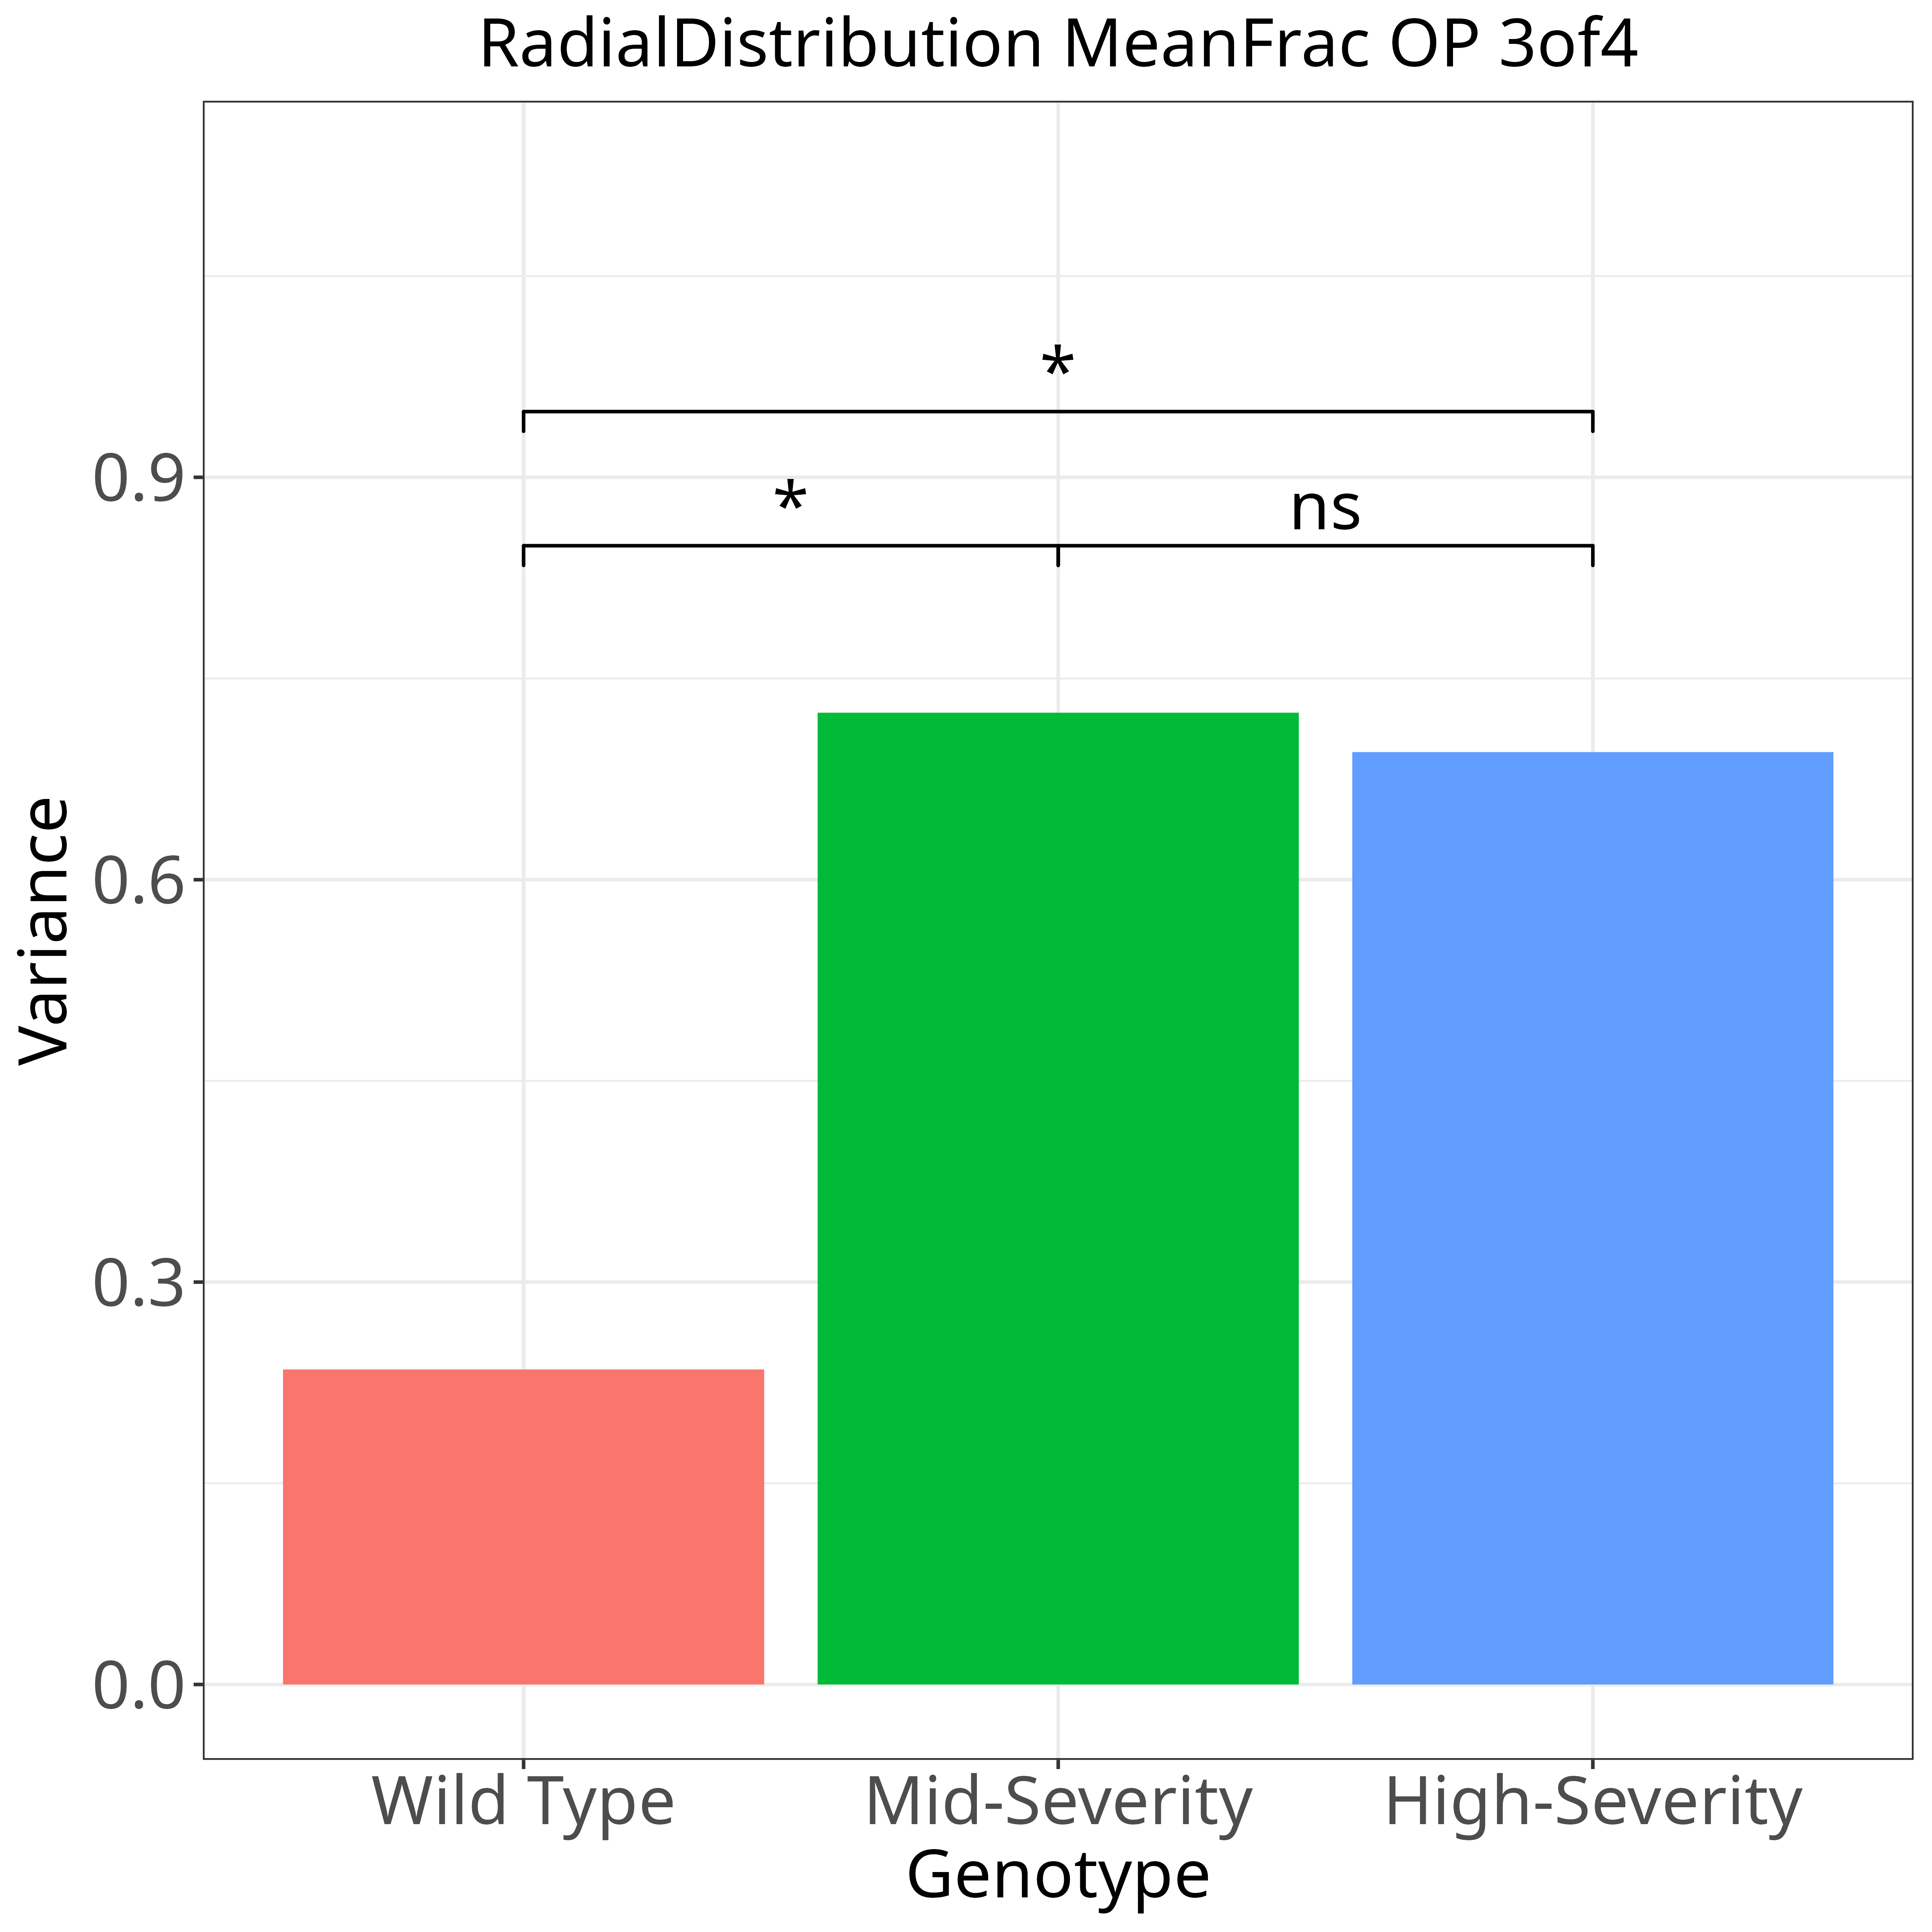 RadialDistribution MeanFrac OP 3of4
*
0.9
*
ns
0.6
Variance
0.3
0.0
Wild Type Mid-Severity High-Severity
Genotype